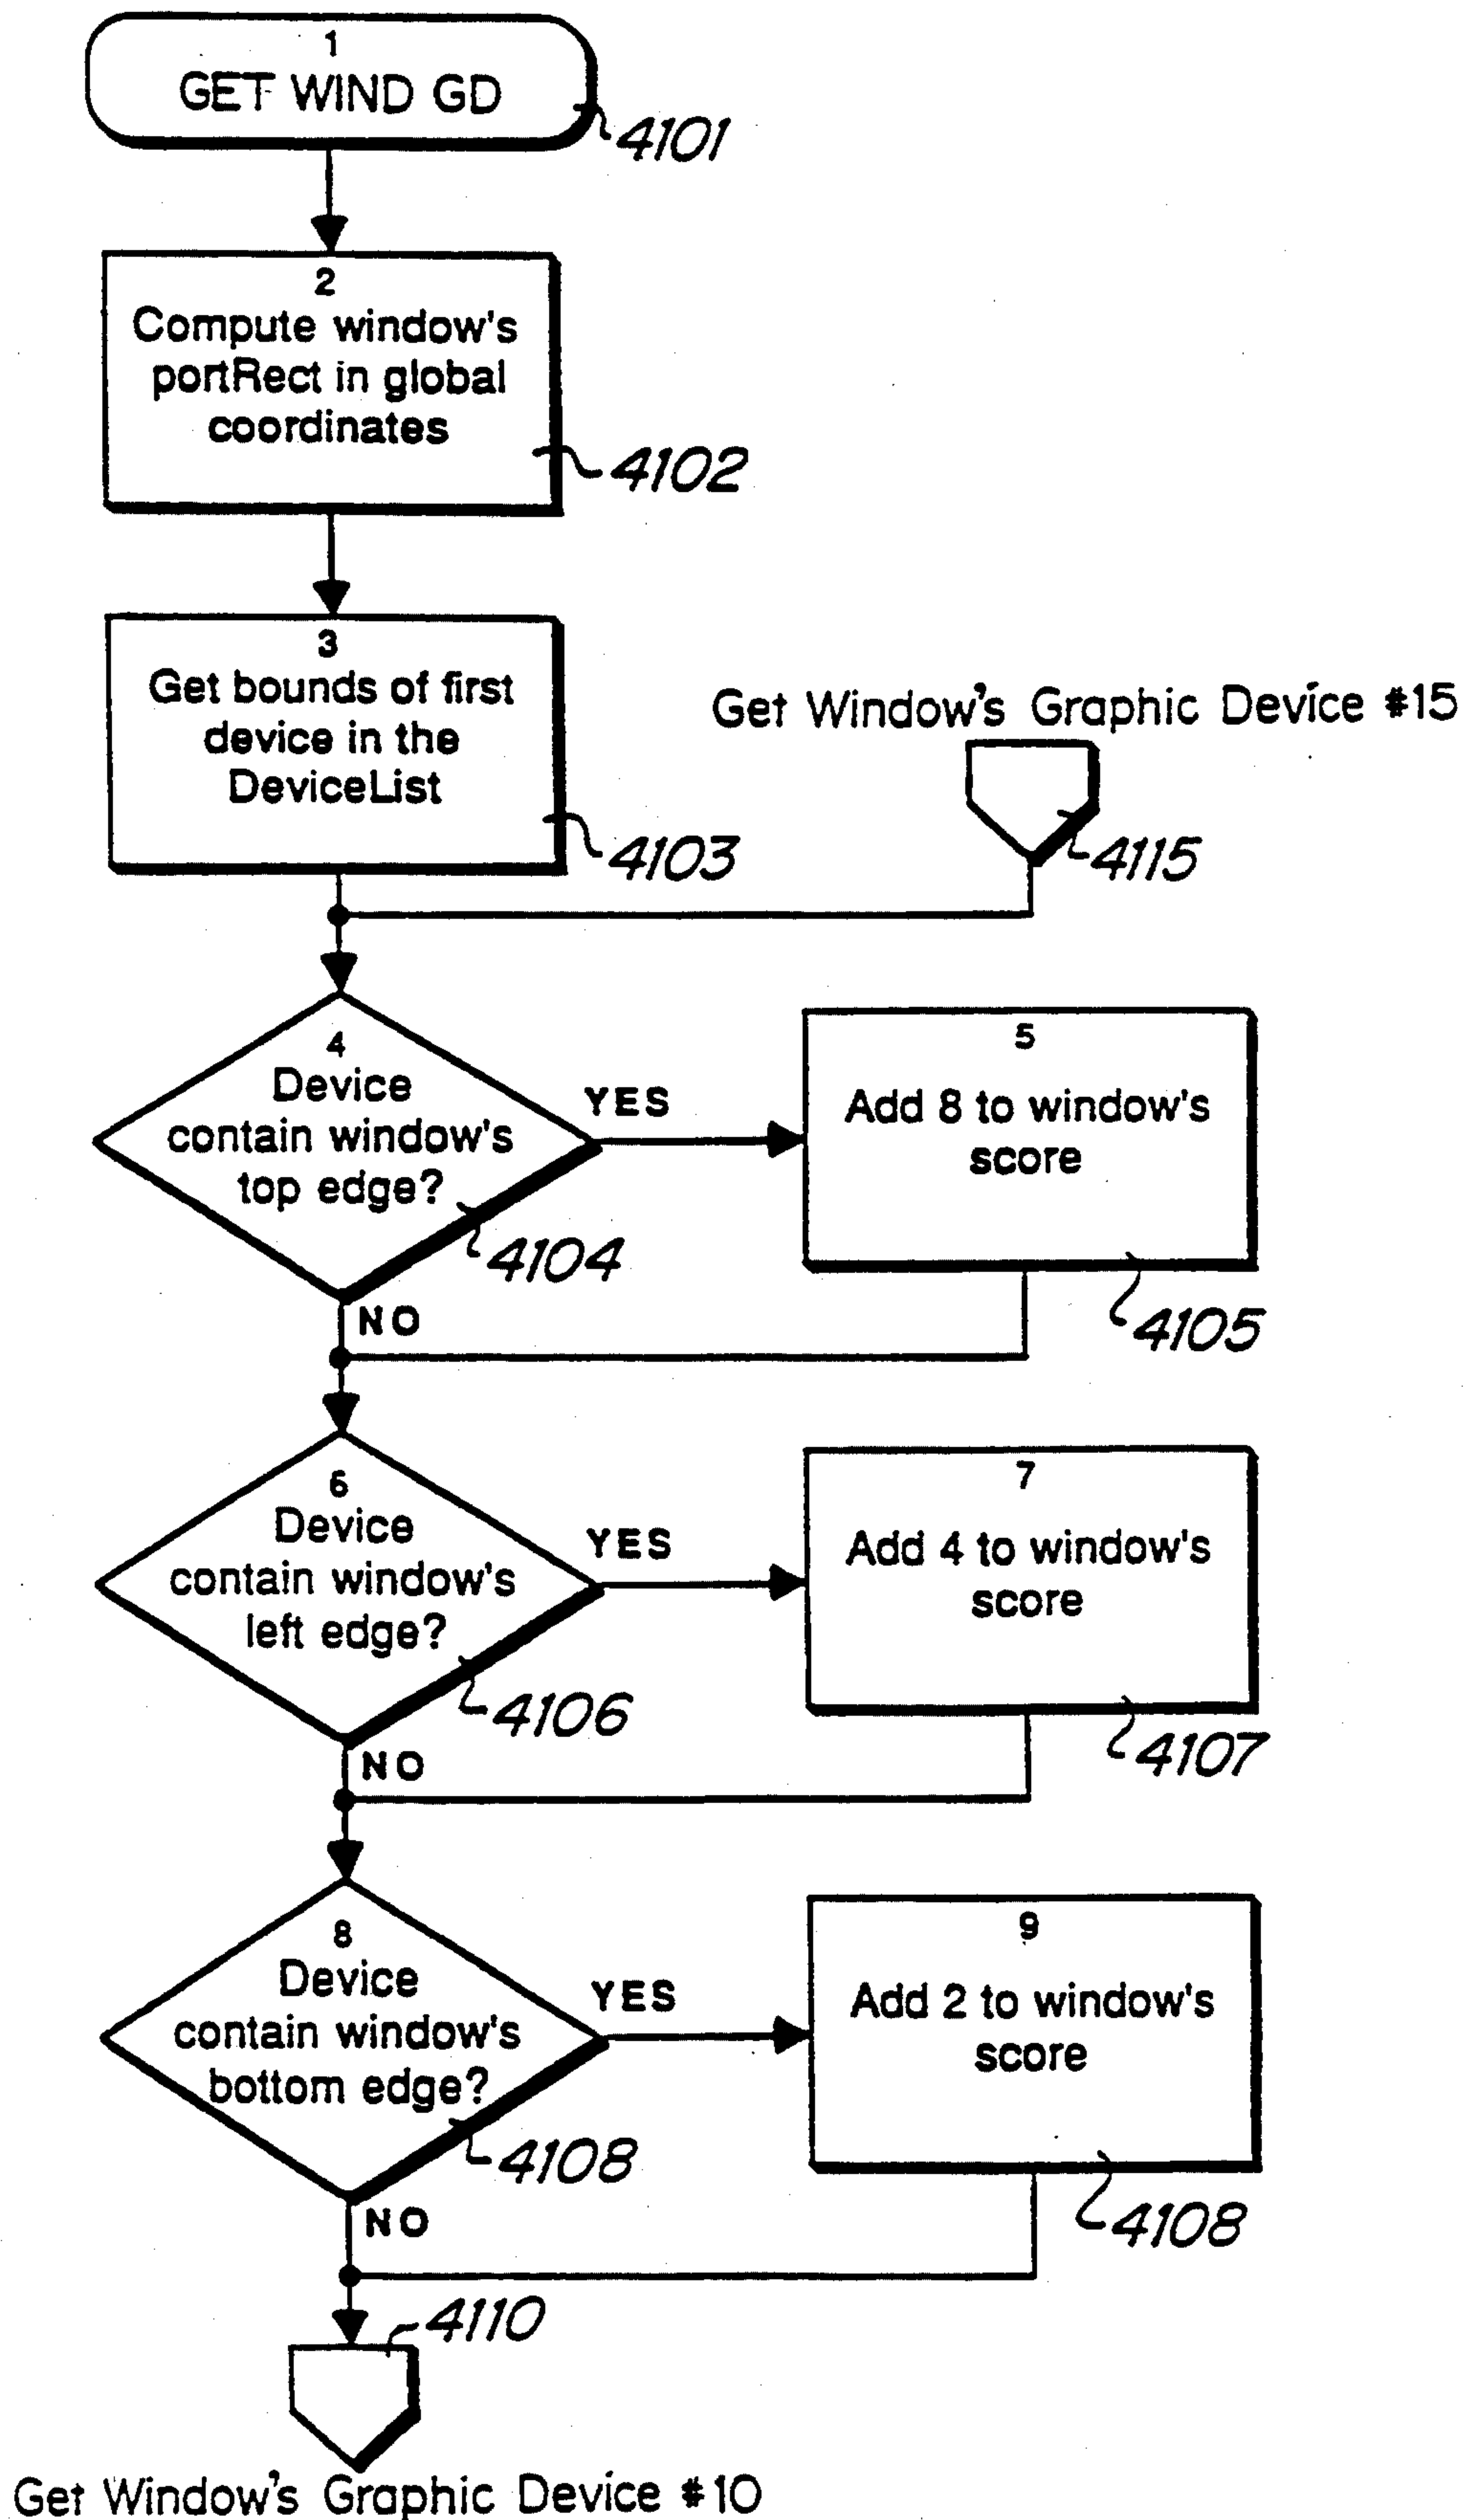 1
GET WIND GD
4101
2
Compute window's
portRect in global
coordinates
4102
3
Get bounds of first
device in the
DeviceList
4103
Get Window's Graphic Device #15
4115
4
Device
contain window's
top edge?
YES
4104
NO
5
Add 8 to window's
score
4105
6
Device
contain window's
left edge?
YES
4106
NO
7
Add 4 to window's
score
4107
8
Device
contain window's
bottom edge?
YES
4108
NO
9
Add 2 to window's
score
4108
4110
Get Window's Graphic Device #10